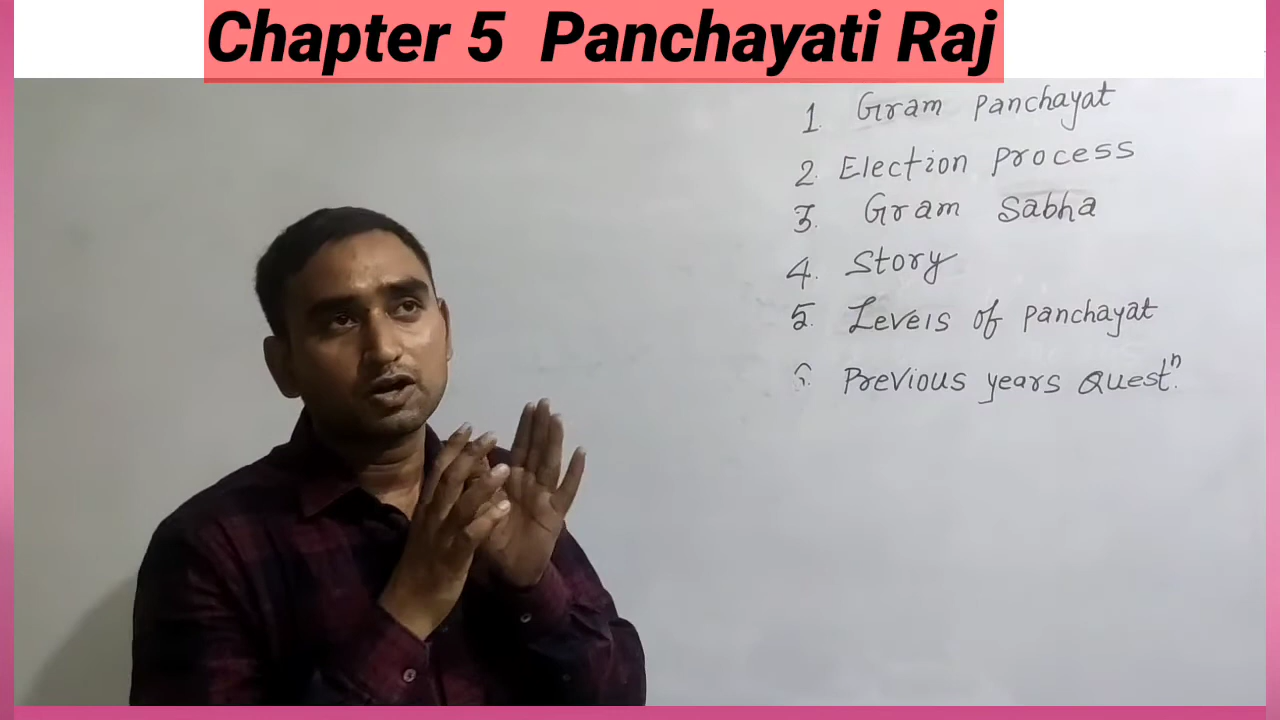 Chapter 5 Panchayati Raj
1. Gram Panchayat
2. Election Process
3. Gram Sabha
4. Story
5. Levels of panchayat
Previous years Questⁿ.